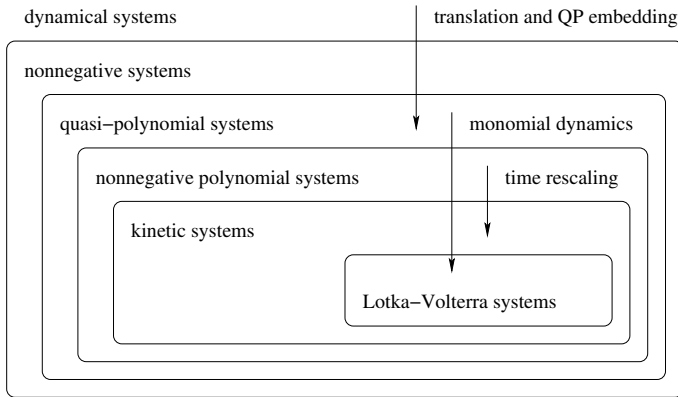 dynamical systems
translation and QP embedding
nonnegative systems
quasi−polynomial systems
monomial dynamics
nonnegative polynomial systems
time rescaling
kinetic systems
Lotka−Volterra systems